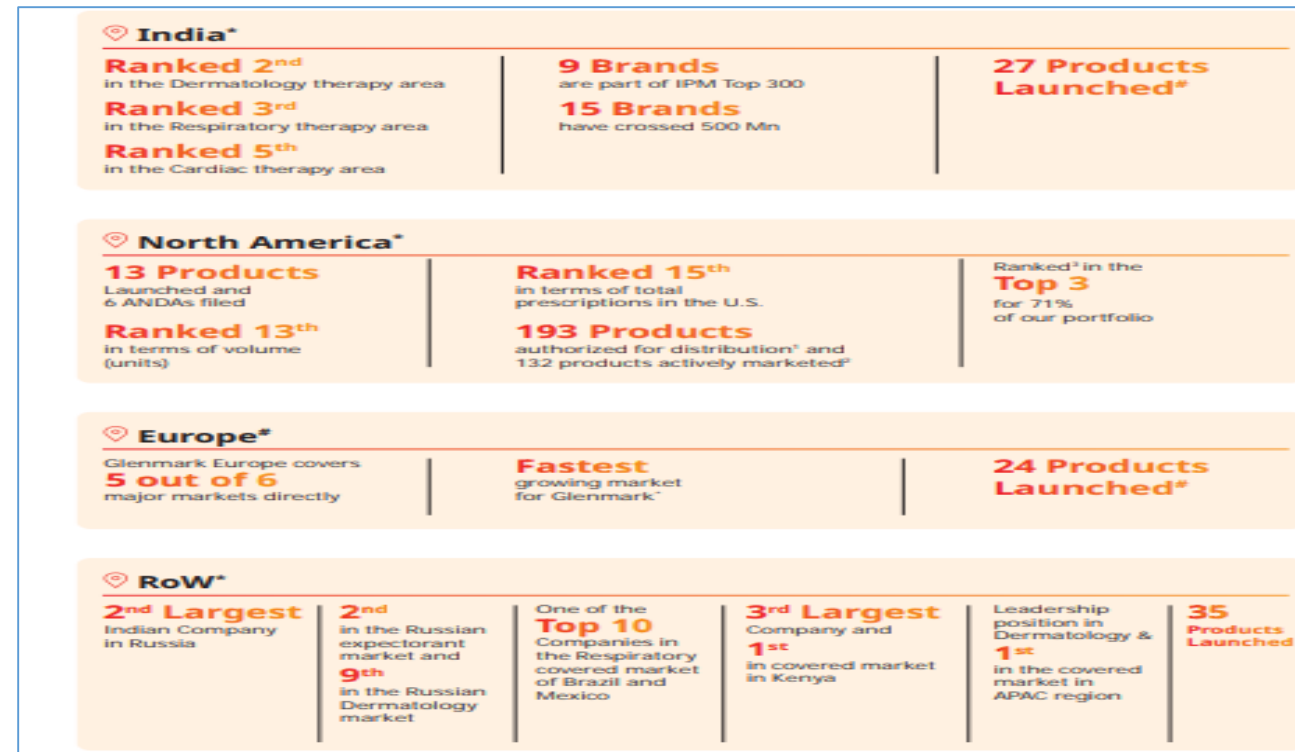 India*
Ranked 2nd
in the Dermatology therapy area
Ranked 3rd
in the Respiratory therapy area
Ranked 5th
in the Cardiac therapy area
9 Brands
are part of IPM Top 300
15 Brands
have crossed 500 Mn
27 Products
Launched#
North America*
13 Products
Launched and
6 ANDAs filed
Ranked 13th
in terms of volume
(units)
Ranked 15th
in terms of total
prescriptions in the U.S.
193 Products
authorized for distribution¹ and
132 products actively marketed²
Ranked³ in the
Top 3
for 71%
of our portfolio
Europe#
Glenmark Europe covers
5 out of 6
major markets directly
Fastest
growing market
for Glenmark*
24 Products
Launched#
RoW*
2nd Largest
Indian Company
in Russia
2nd
in the Russian
expectorant
market and
9th
in the Russian
Dermatology
market
One of the
Top 10
Companies in
the Respiratory
covered market
of Brazil and
Mexico
3rd Largest
Company and
1st
in covered market
in Kenya
Leadership
position in
Dermatology &
1st
in the covered
market in
APAC region
35
Products
Launched